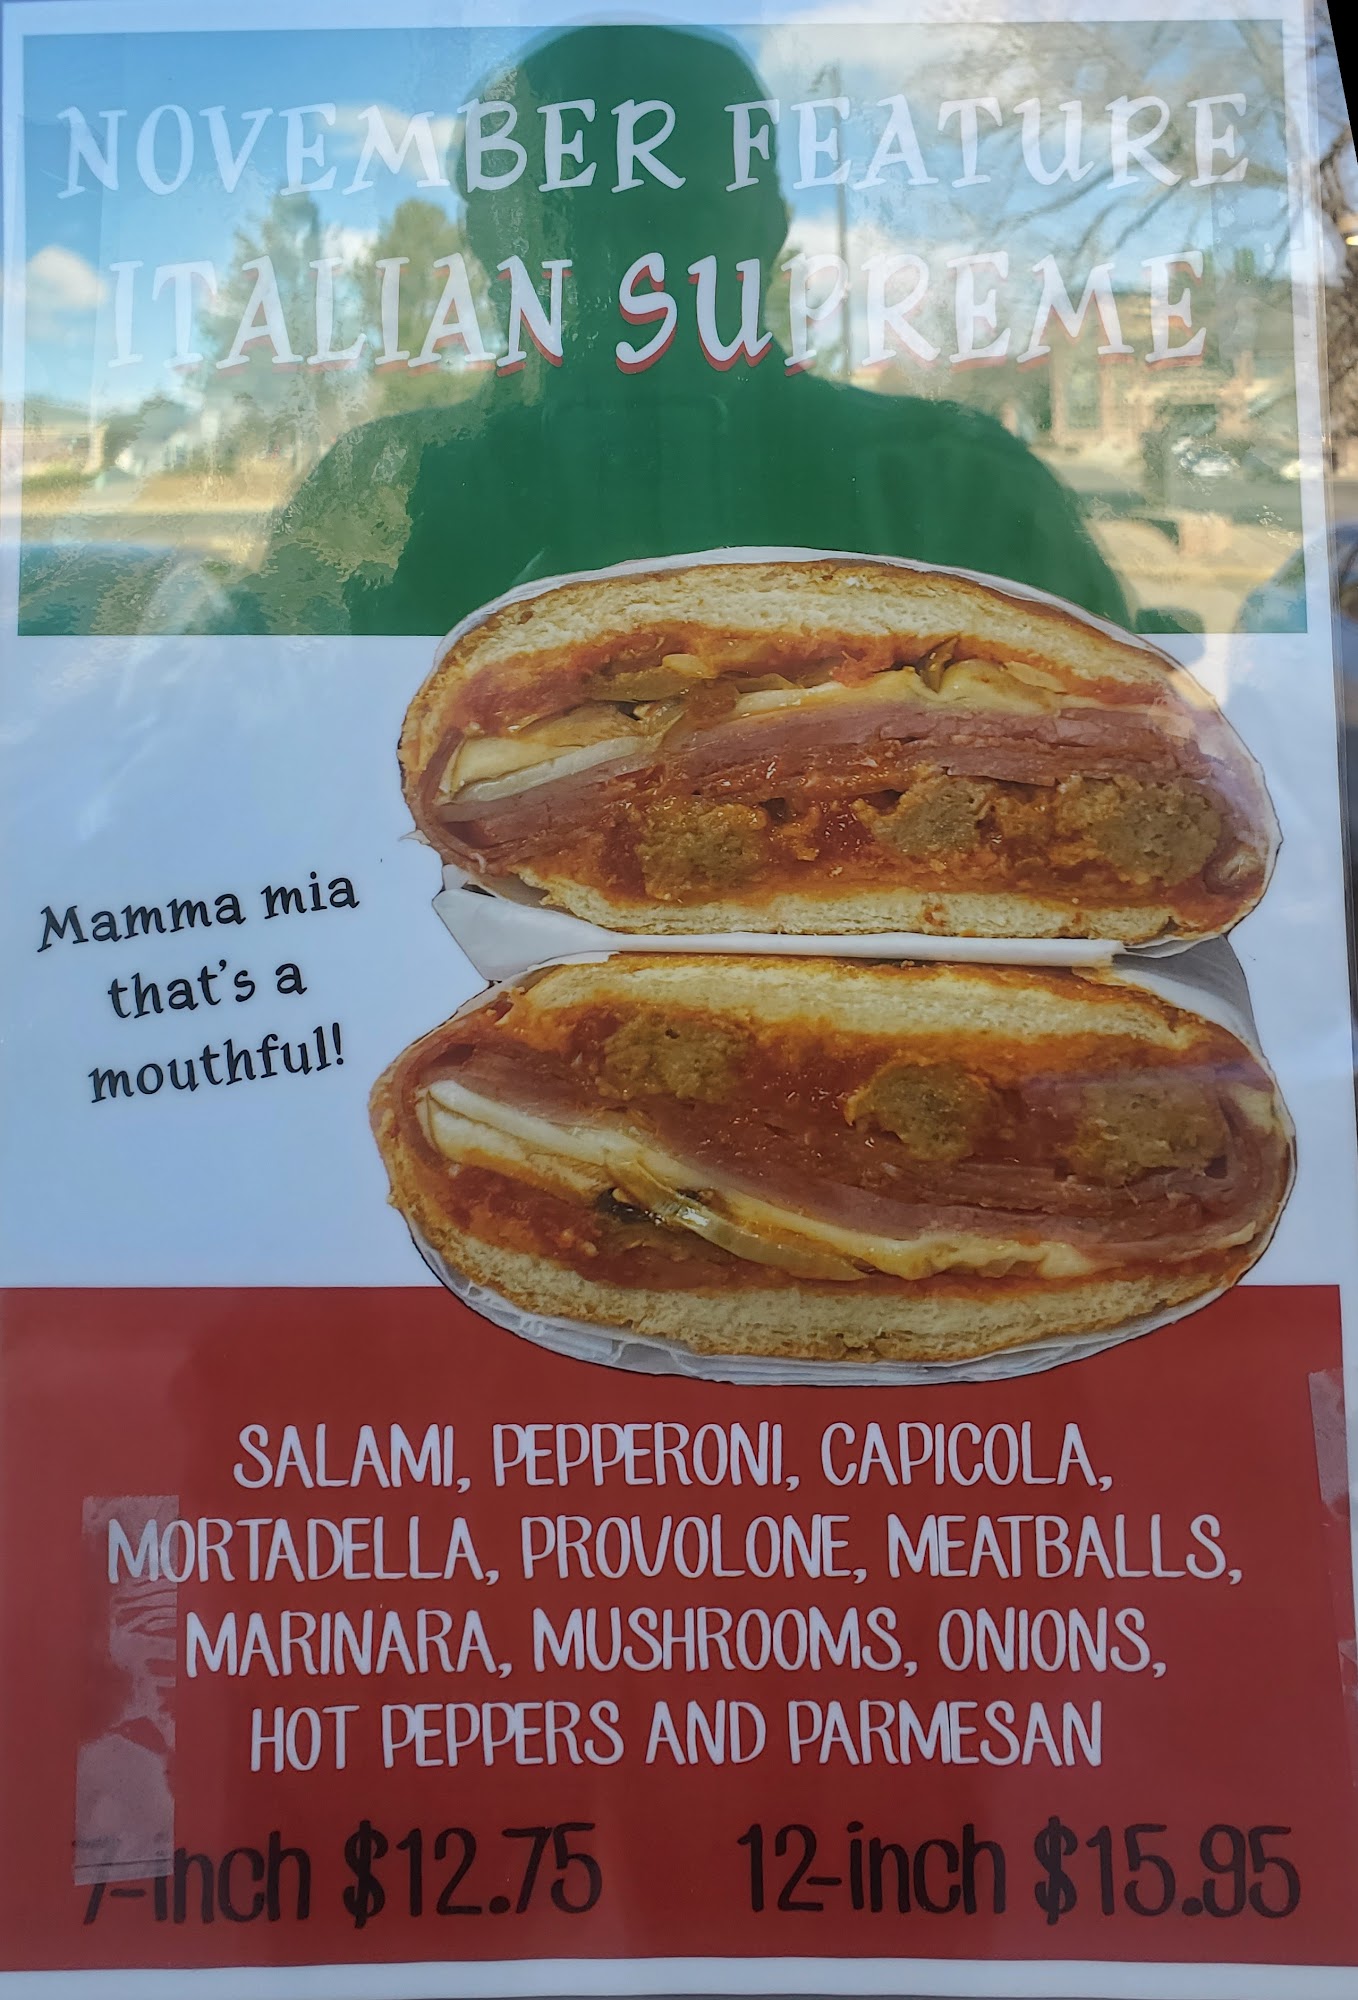 NOVEMBER FEATURE
ITALIAN SUPREME
Mamma mia
that's a
mouthful!
SALAMI, PEPPERONI, CAPICOLA,
MORTADELLA, PROVOLONE, MEATBALLS,
MARINARA, MUSHROOMS, ONIONS,
HOT PEPPERS AND PARMESAN
7-inch $12.75 12-inch $15.95